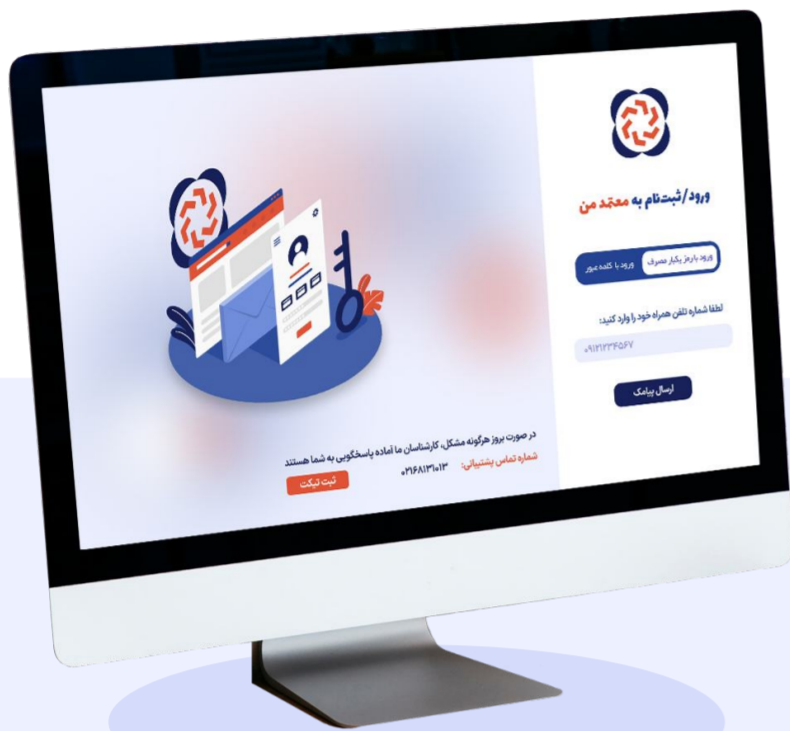 ورود/ثبت‌نام به معتمد من
ورود با رمز یکبار مصرف
ورود با کلمه عبور
لطفا شماره تلفن همراه خود را وارد کنید:
۰۹۱۲۱۲۳۴۵۶۷
ارسال پیامک
در صورت بروز هرگونه مشکل، کارشناسان ما آماده پاسخگویی به شما هستند
شماره تماس پشتیبانی: ۰۲۱۶۸۱۳۱۰۱۳
ثبت تیکت